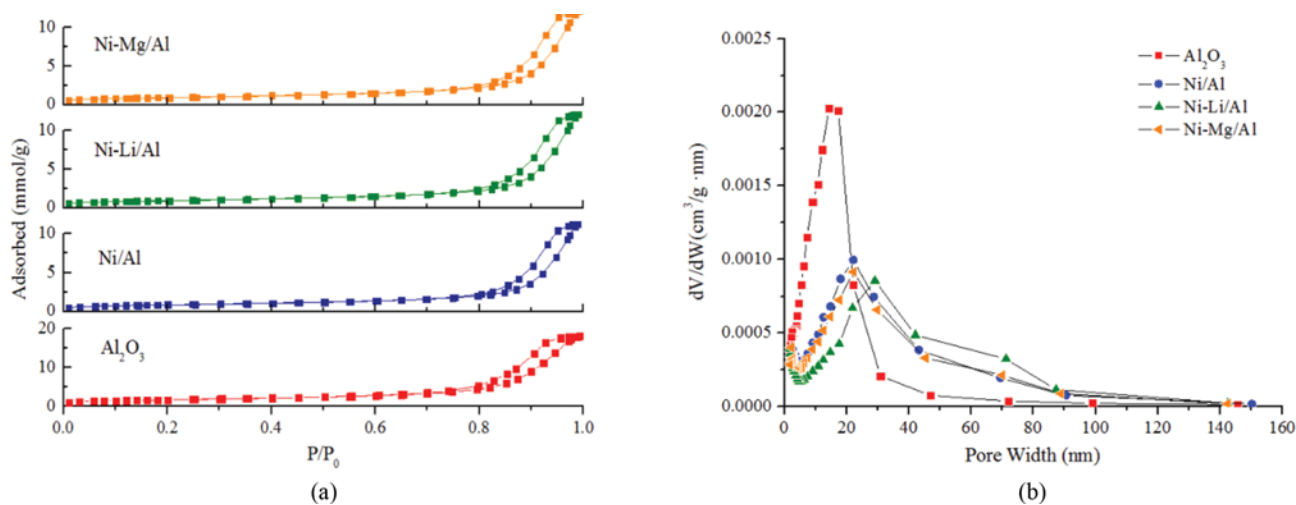 10
5
0
Ni-Mg/Al
10
5
0
Ni-Li/Al
10
5
0
Ni/Al
20
10
0
Al₂O₃
Adsorbed (mmol/g)
0.0 0.2 0.4 0.6 0.8 1.0
P/P₀
(a)
0.0025
0.0020
0.0015
0.0010
0.0005
0.0000
dV/dW(cm³/g ·nm)
Al₂O₃
Ni/Al
Ni-Li/Al
Ni-Mg/Al
0 20 40 60 80 100 120 140 160
Pore Width (nm)
(b)